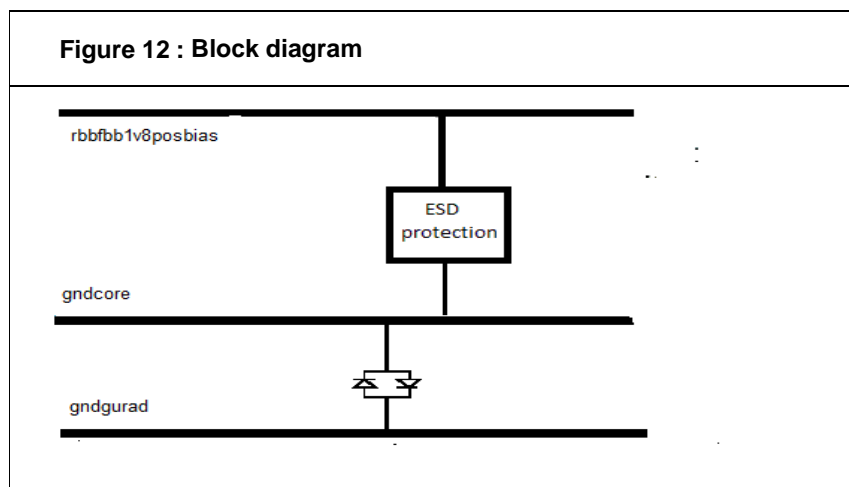 Figure 12 : Block diagram
rbbfbb1v8posbias
ESD
protection
gndcore
gndgurad